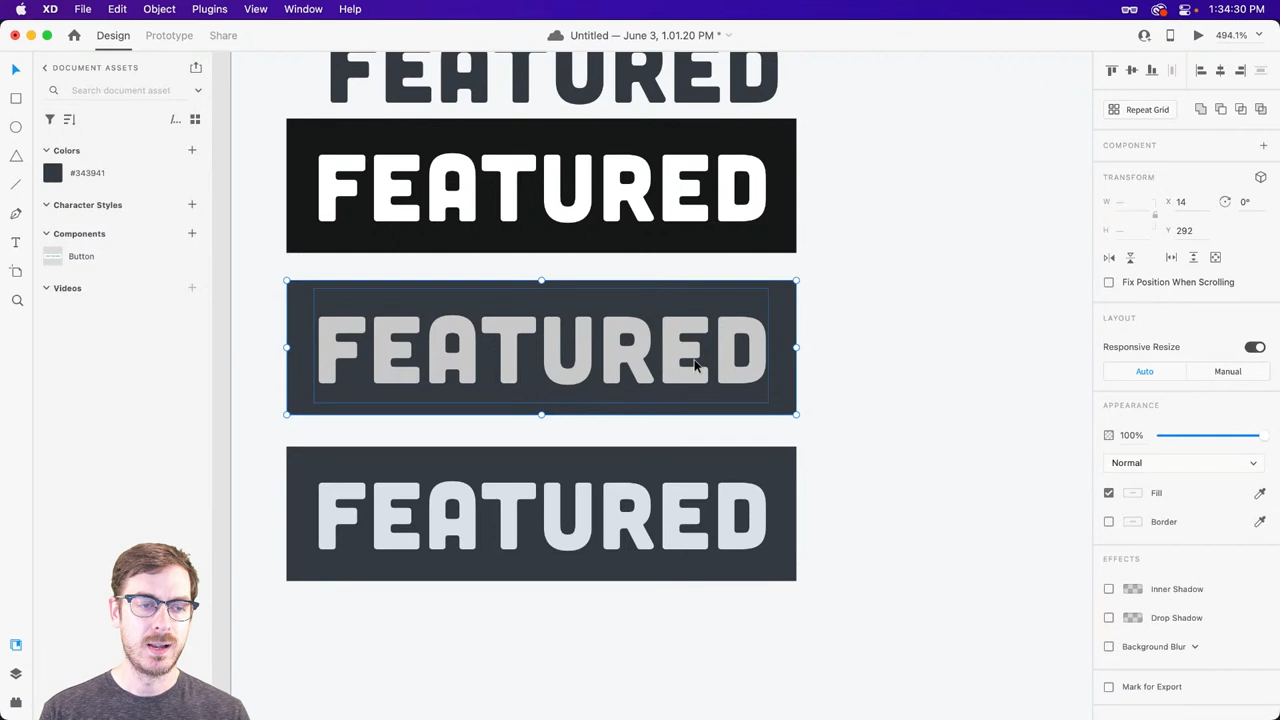 XD File Edit Object Plugins View Window Help 1:34:30 PM
Design Prototype Share Untitled — June 3, 1.01.20 PM * 494.1%
DOCUMENT ASSETS
Search document asset
Colors
#343941
Character Styles
Components
Button
Videos
FEATURED
FEATURED
FEATURED
FEATURED
Repeat Grid
COMPONENT
TRANSFORM
W — X 14 0°
H — Y 292
Fix Position When Scrolling
LAYOUT
Responsive Resize
Auto Manual
APPEARANCE
100%
Normal
Fill
Border
EFFECTS
Inner Shadow
Drop Shadow
Background Blur
Mark for Export